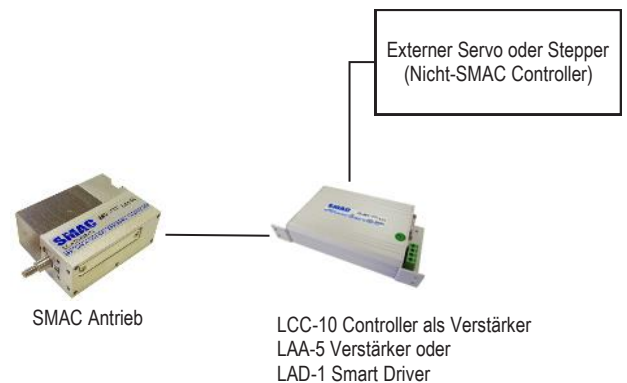 Externer Servo oder Stepper
(Nicht-SMAC Controller)
SMAC
SMAC
SMAC Antrieb
LCC-10 Controller als Verstärker
LAA-5 Verstärker oder
LAD-1 Smart Driver